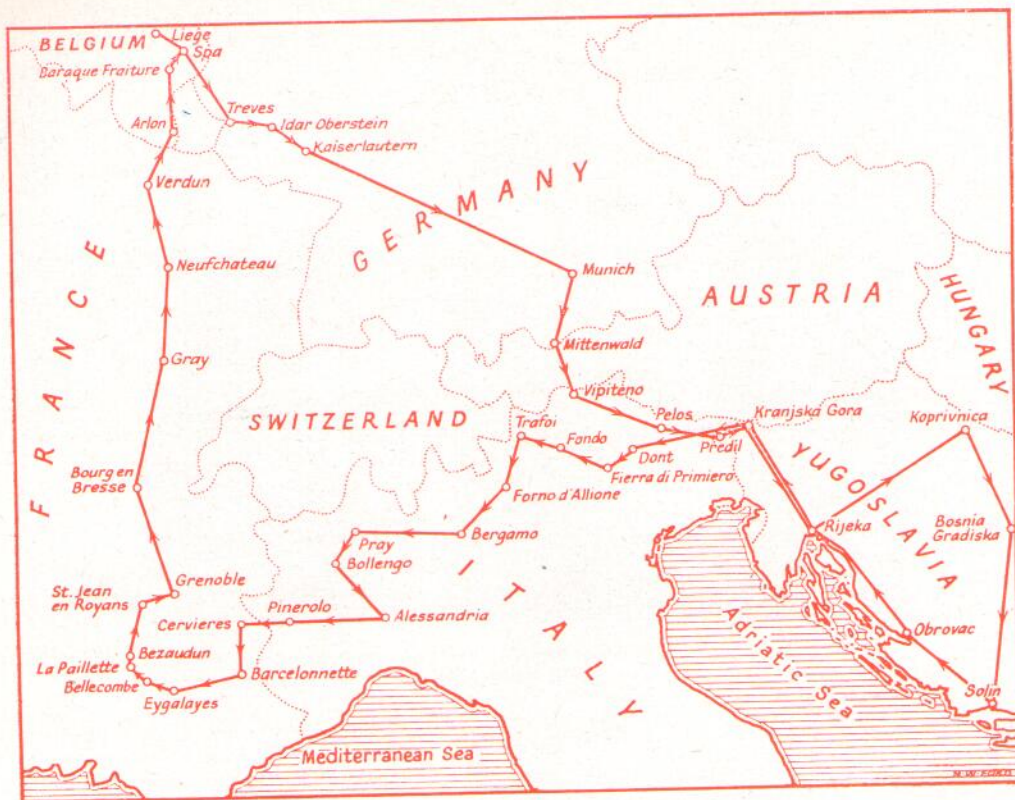 BELGIUM
Liege
Spa
Baraque Fraiture
Arlon
Treves
Idar Oberstein
Kaiserlautern
Verdun
GERMANY
FRANCE
Neufchateau
Munich
AUSTRIA
HUNGARY
Gray
Mittenwald
Vipiteno
SWITZERLAND
Trafoi
Fondo
Pelos
Predil
Kranjska Gora
Koprivnica
Dont
Fierra di Primiero
YUGOSLAVIA
Bourg en
Bresse
Forno d'Allione
Bergamo
Rijeka
Bosnia
Gradiska
Pray
Bollengo
ITALY
St. Jean
en Royans
Grenoble
Cervieres
Pinerolo
Alessandria
Obrovac
Bezaudun
La Paillette
Bellecombe
Eygalayes
Barcelonnette
Adriatic Sea
Solin
Mediterranean Sea